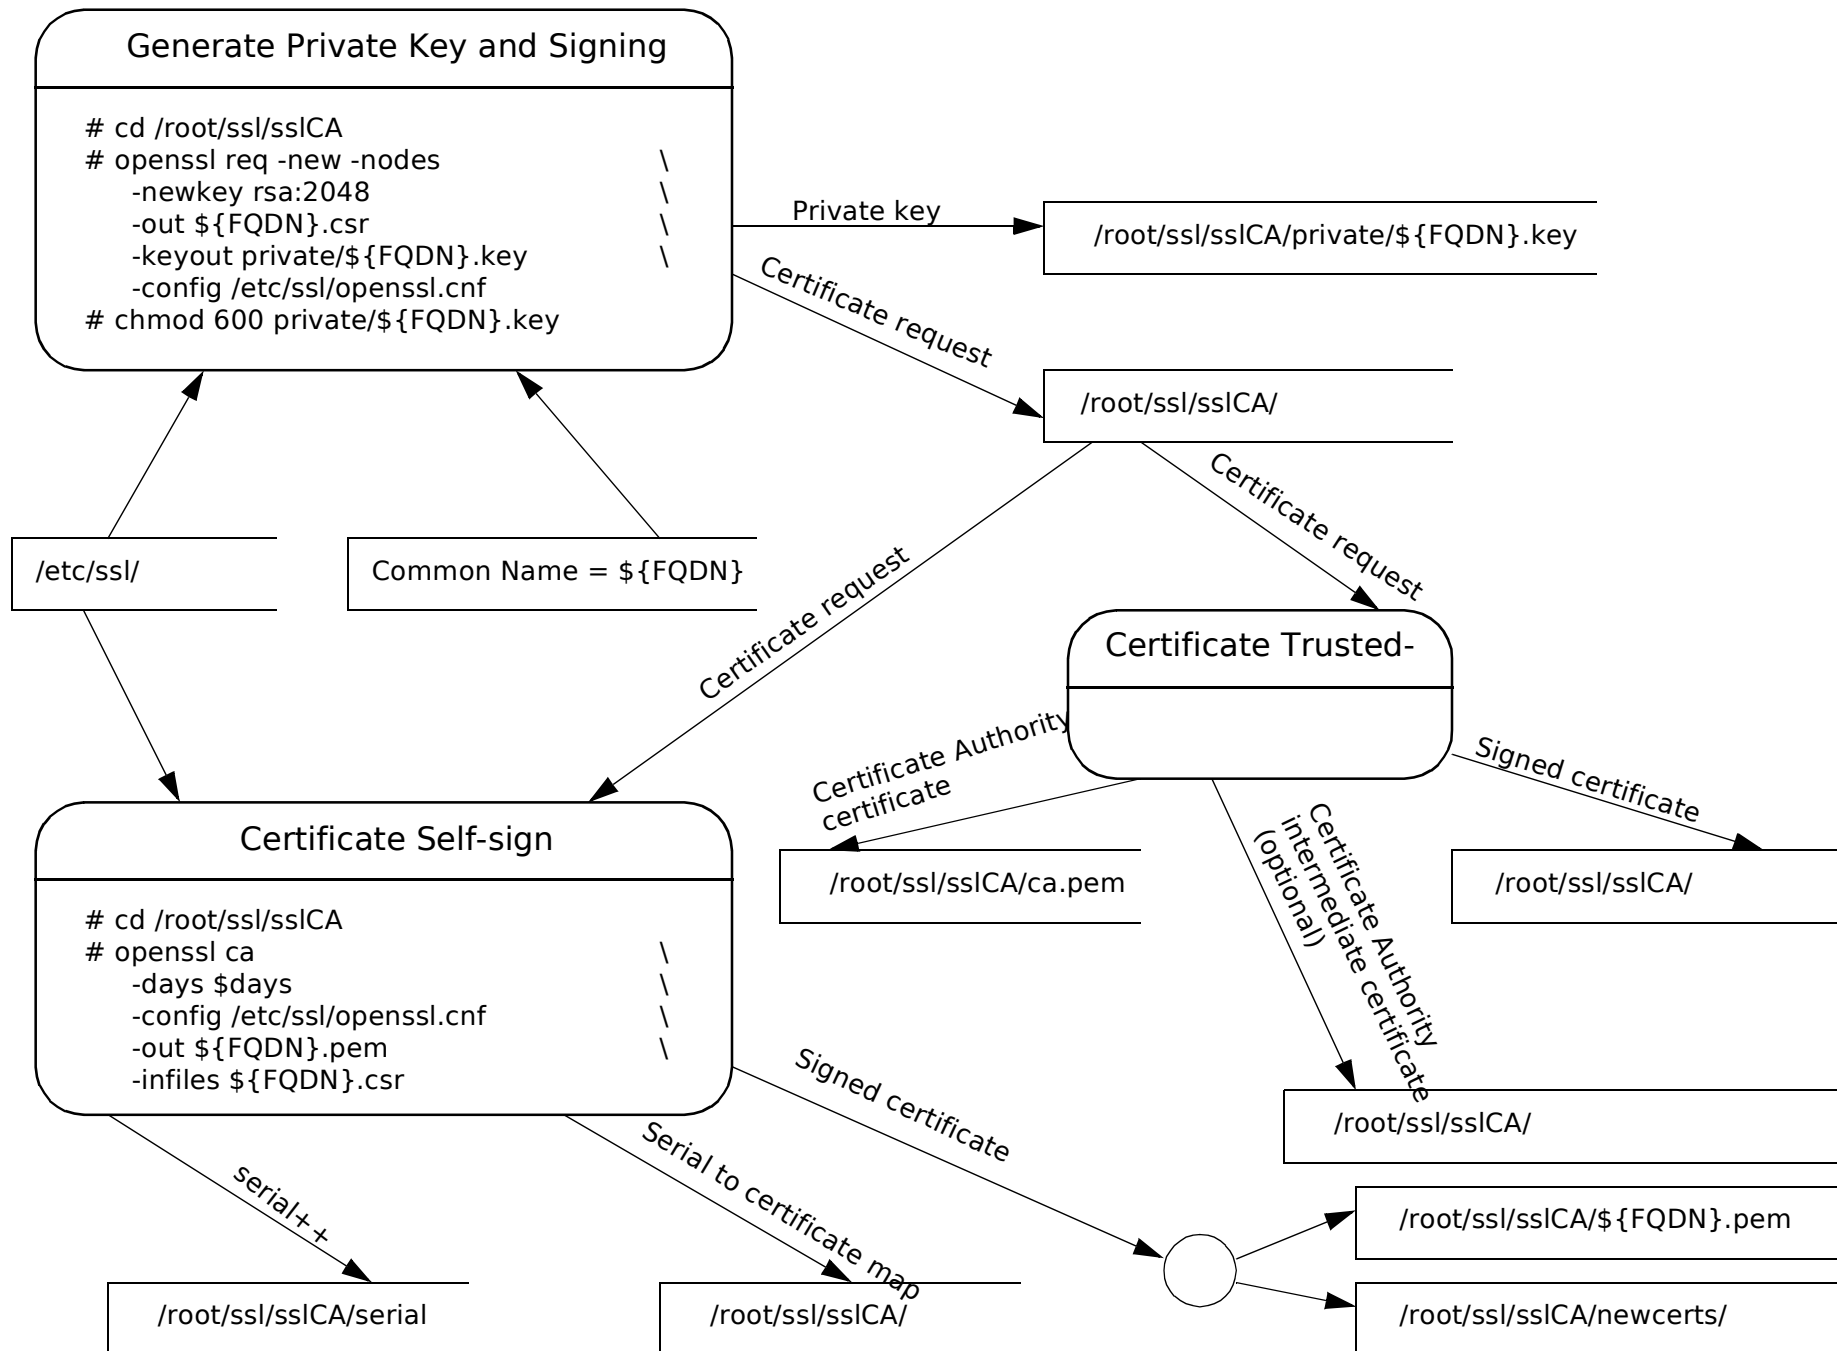 Generate Private Key and Signing
# cd /root/ssl/sslCA
# openssl req -new -nodes \
-newkey rsa:2048 \
-out ${FQDN}.csr \
-keyout private/${FQDN}.key \
-config /etc/ssl/openssl.cnf
# chmod 600 private/${FQDN}.key
Private key
/root/ssl/sslCA/private/${FQDN}.key
Certificate request
/root/ssl/sslCA/
/etc/ssl/
Common Name = ${FQDN}
Certificate request
Certificate request
Certificate Trusted-
Certificate Authority
certificate
Signed certificate
/root/ssl/sslCA/ca.pem
Certificate Authority
intermediate certificate
(optional)
/root/ssl/sslCA/
/root/ssl/sslCA/
Certificate Self-sign
# cd /root/ssl/sslCA
# openssl ca \
-days $days \
-config /etc/ssl/openssl.cnf \
-out ${FQDN}.pem \
-infiles ${FQDN}.csr
Signed certificate
Serial to certificate map
serial++
/root/ssl/sslCA/${FQDN}.pem
/root/ssl/sslCA/serial
/root/ssl/sslCA/
/root/ssl/sslCA/newcerts/